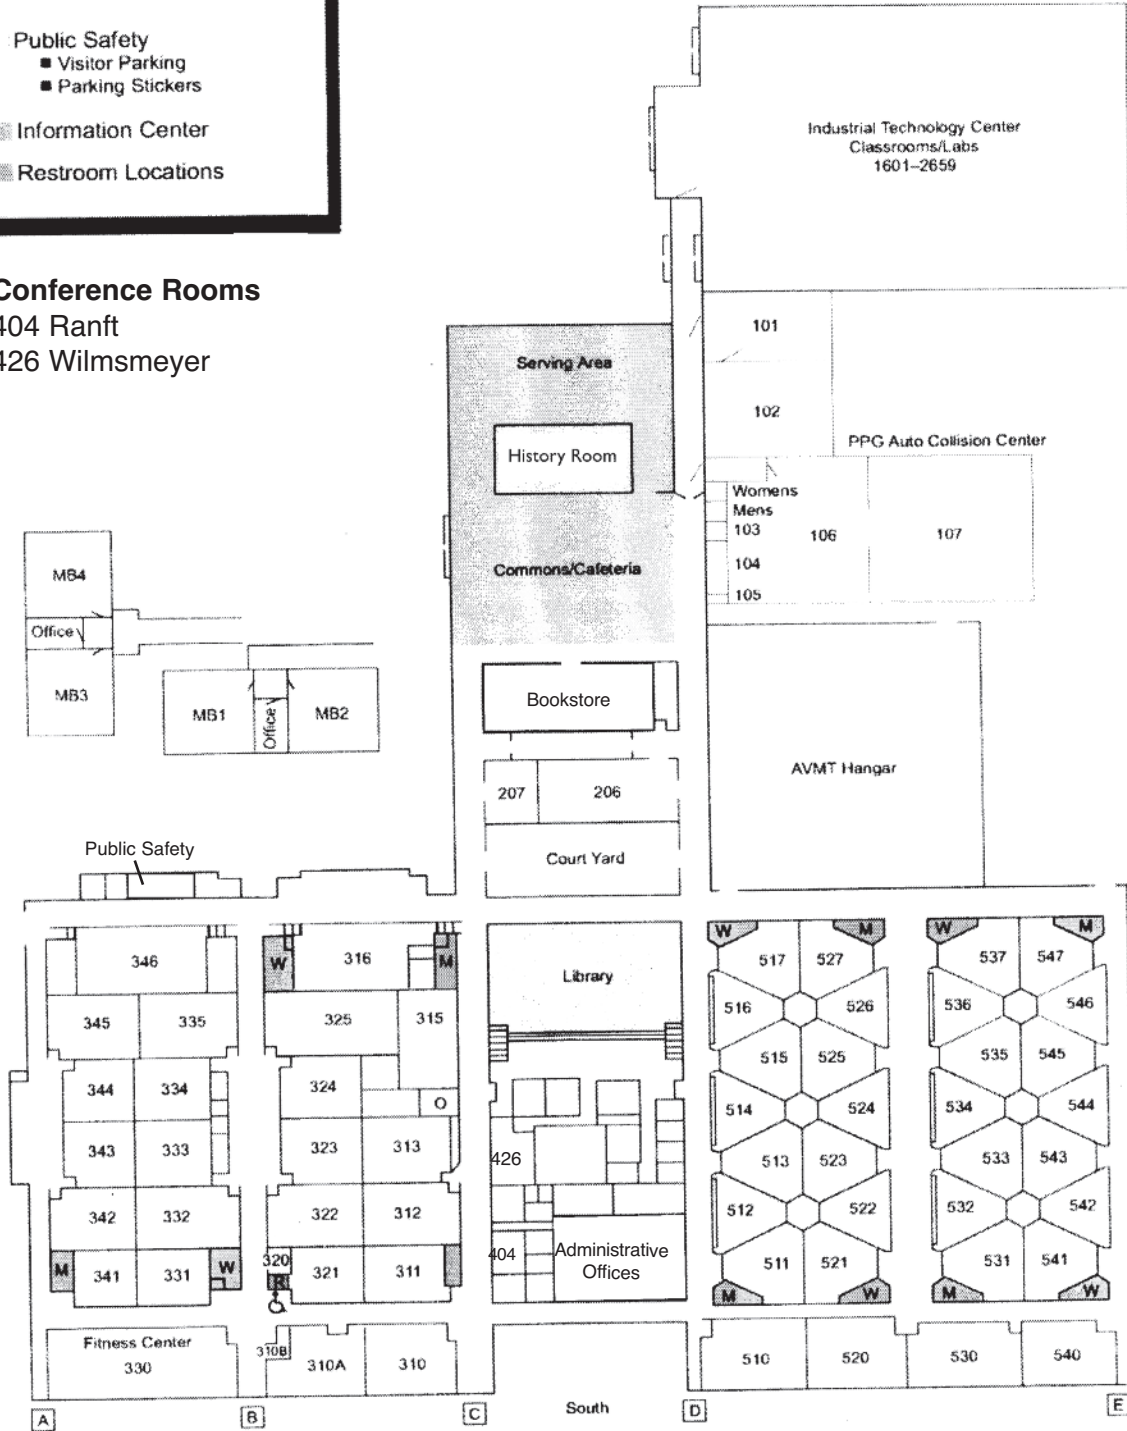 Public Safety
■ Visitor Parking
■ Parking Stickers
Information Center
Restroom Locations
Conference Rooms
404 Ranft
426 Wilmsmeyer
Industrial Technology Center
Classrooms/Labs
1601–2659
101
Serving Area
102
PPG Auto Collision Center
History Room
Womens
Mens
103
106
107
104
105
Commons/Cafeteria
MB4
Office
MB3
MB1
Office
MB2
Bookstore
AVMT Hangar
207
206
Court Yard
Public Safety
W
M
W
M
346
W
316
M
517
527
537
547
Library
516
526
536
546
345
335
325
315
515
525
535
545
344
334
324
O
514
524
534
544
343
333
323
313
426
513
523
533
543
342
332
322
312
512
522
532
542
M
341
331
W
320
R
321
311
404
Administrative
Offices
511
521
531
541
M
W
M
W
Fitness Center
330
310B
310A
310
510
520
530
540
A
B
C
South
D
E